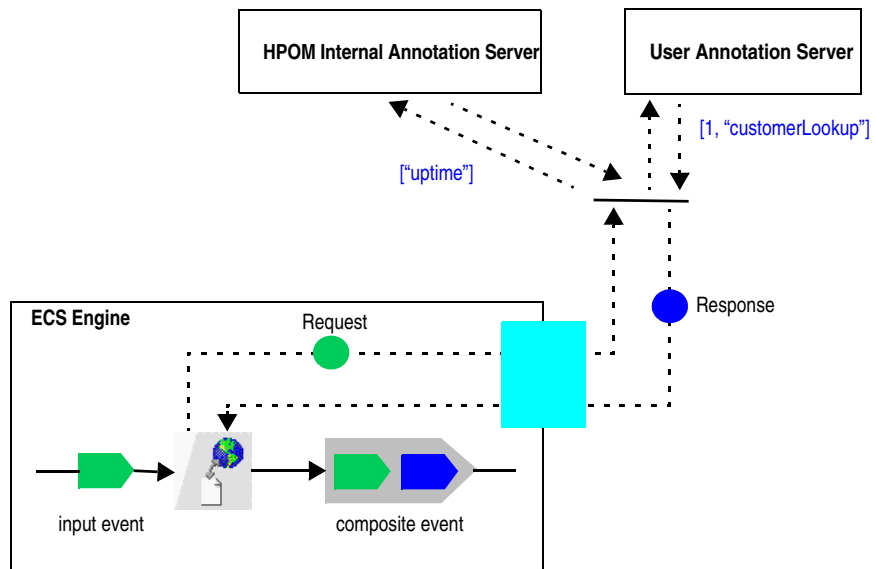 HPOM Internal Annotation Server
User Annotation Server
[1, “customerLookup”]
[“uptime”]
ECS Engine
Request
Response
input event
composite event